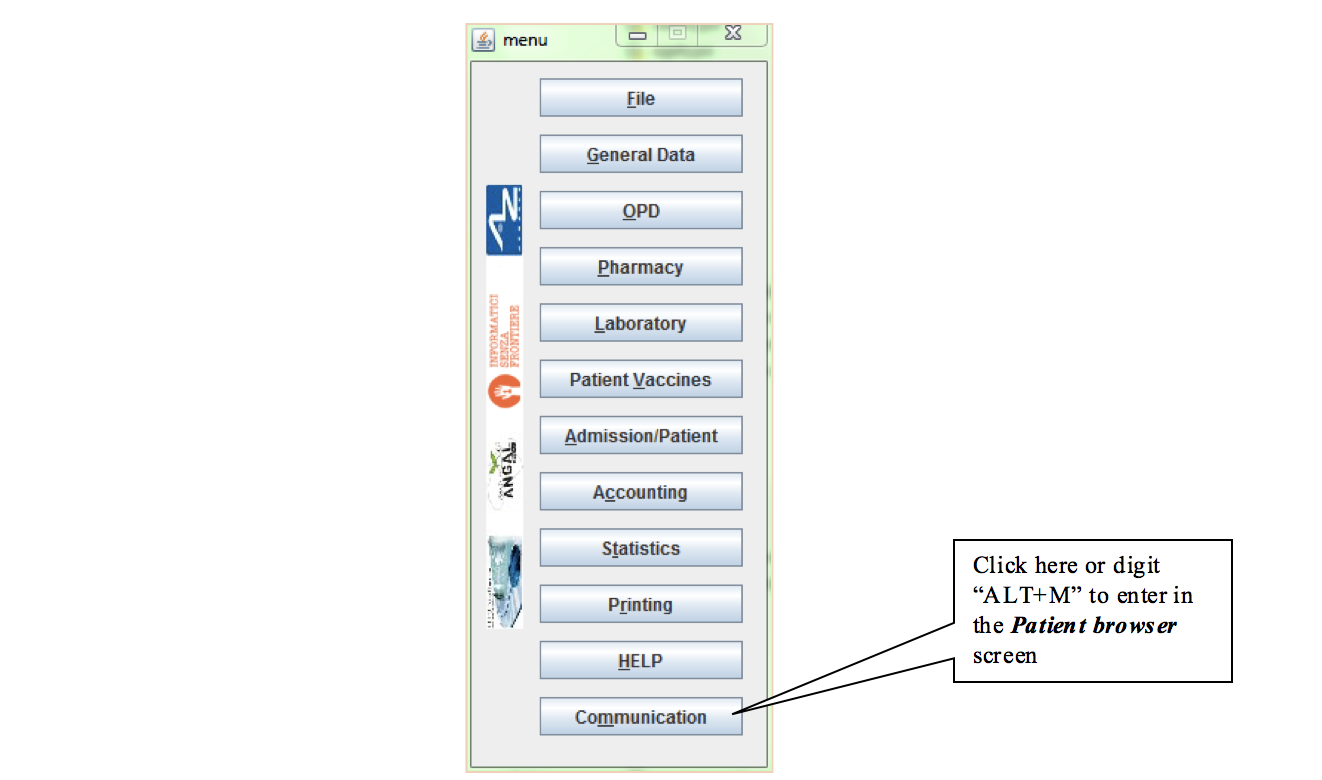 menu
File
General Data
OPD
Pharmacy
Laboratory
Patient Vaccines
Admission/Patient
Accounting
Statistics
Printing
HELP
Communication
INFORMATICI
SENZA
FRONTIERE
ANGAL
Click here or digit
“ALT+M” to enter in
the Patient browser
screen